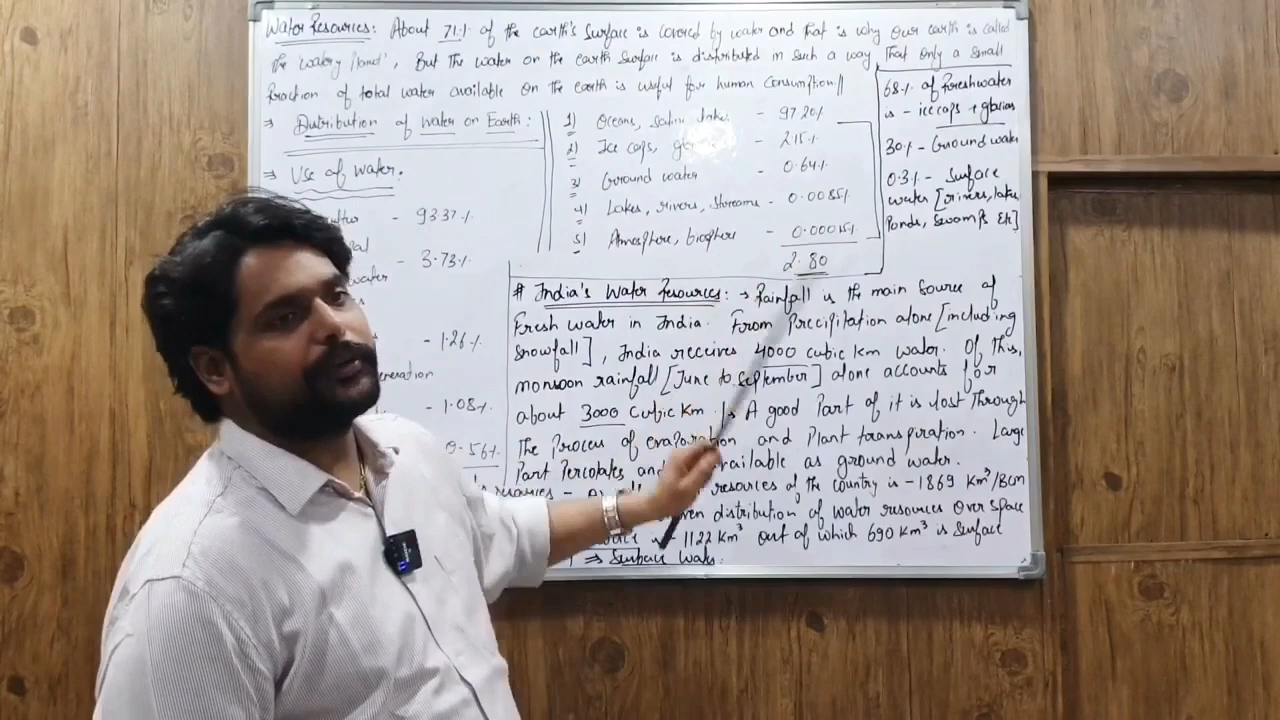 Water Resources: About 71% of the earth's Surface is covered by water and that is why our earth is called
the 'watery Planet', But The water on the earth Surface is distributed in such a way That only a small
fraction of total water available on the earth is useful for human consumption//
⇒ Distribution of water on Earth:
1) Oceans, saline lakes - 97.20%
2) Ice caps, - 2.15%
3) Ground water - 0.64%
4) Lakes, rivers, streams - 0.0085%
5) Atmosphere, biosphere - 0.0001%
2.80
68% of freshwater
is - ice caps + glaciers
30% - Ground water
0.3% - Surface
water [rivers, lakes,
Ponds, Swamps Etc]
⇒ Use of water:
- 93.37%
- 3.73%
water
- 1.26%
- 1.08%
0.56%
# India's Water Resources: → Rainfall is the main Source of
Fresh water in India. From Precipitation alone [including
Snowfall], India receives 4000 cubic km water. Of this,
monsoon rainfall [June to September] alone accounts for
about 3000 Cubic Km. A good Part of it is lost Through
The Process of evaporation and Plant transpiration. Large
Part Percolates and available as ground water.
resources of the country is - 1869 Km³/Bcm
distribution of water resources Over Space
- 1122 Km³ Out of which 690 Km³ is Surface
⇒ Surface Water.